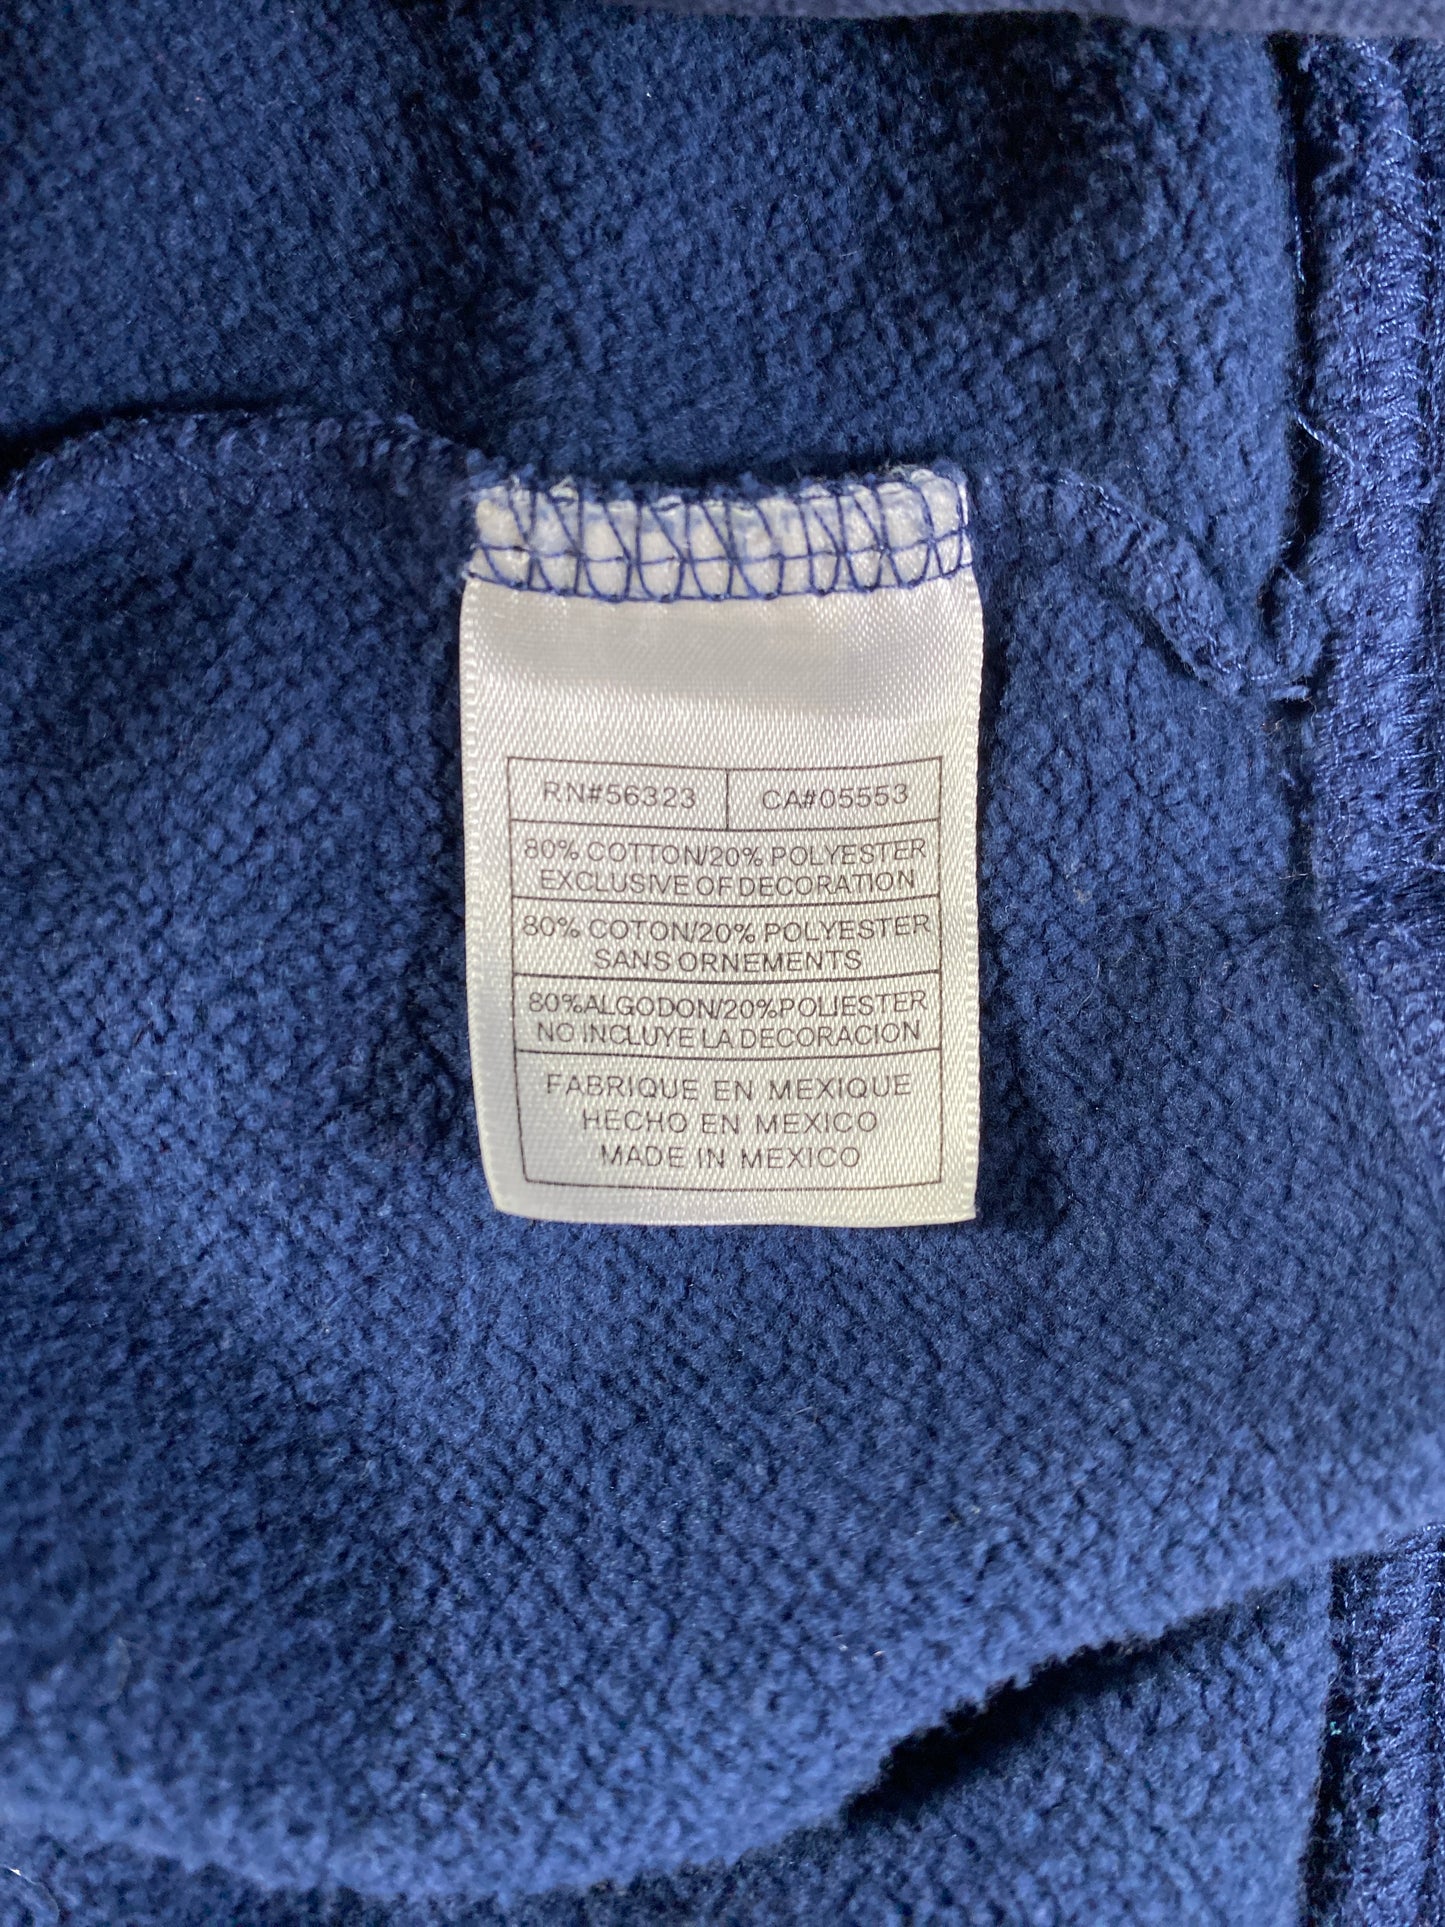 RN#56323 CA#05553
80% COTTON/20% POLYESTER
EXCLUSIVE OF DECORATION
80% COTON/20% POLYESTER
SANS ORNEMENTS
80% ALGODON/20% POLIESTER
NO INCLUYE LA DECORACION
FABRIQUE EN MEXIQUE
HECHO EN MEXICO
MADE IN MEXICO